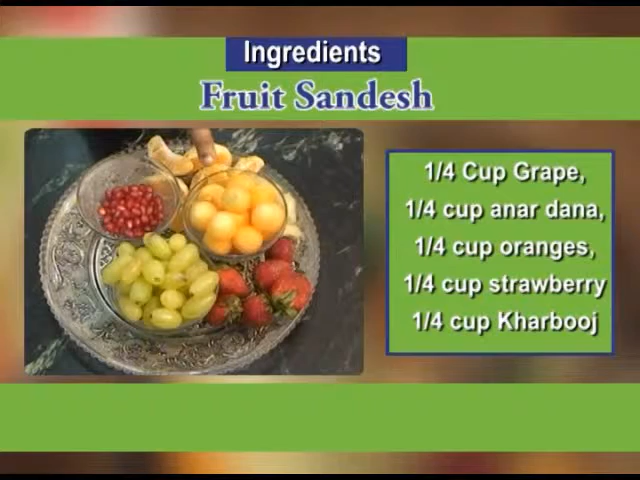 Ingredients
Fruit Sandesh
1/4 Cup Grape,
1/4 cup anar dana,
1/4 cup oranges,
1/4 cup strawberry
1/4 cup Kharbooj